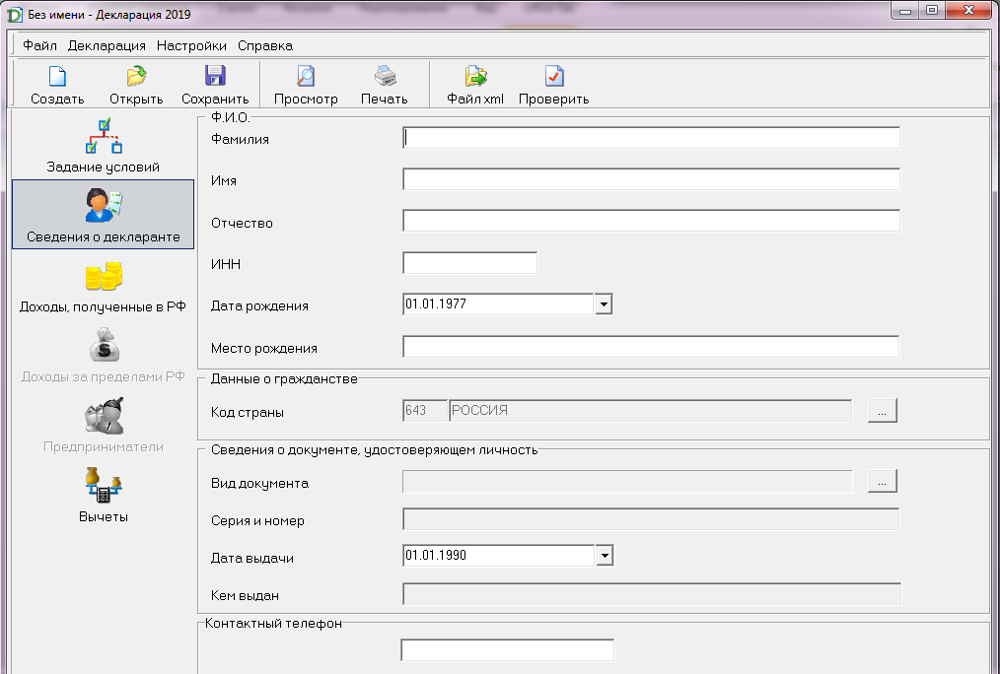 Без имени - Декларация 2019
Файл Декларация Настройки Справка
Создать Открыть Сохранить Просмотр Печать Файл xml Проверить
Задание условий
Сведения о декларанте
Доходы, полученные в РФ
Доходы за пределами РФ
Предприниматели
Вычеты
Ф.И.О.
Фамилия
Имя
Отчество
ИНН
Дата рождения 01.01.1977
Место рождения
Данные о гражданстве
Код страны 643 РОССИЯ ...
Сведения о документе, удостоверяющем личность
Вид документа ...
Серия и номер
Дата выдачи 01.01.1990
Кем выдан
Контактный телефон